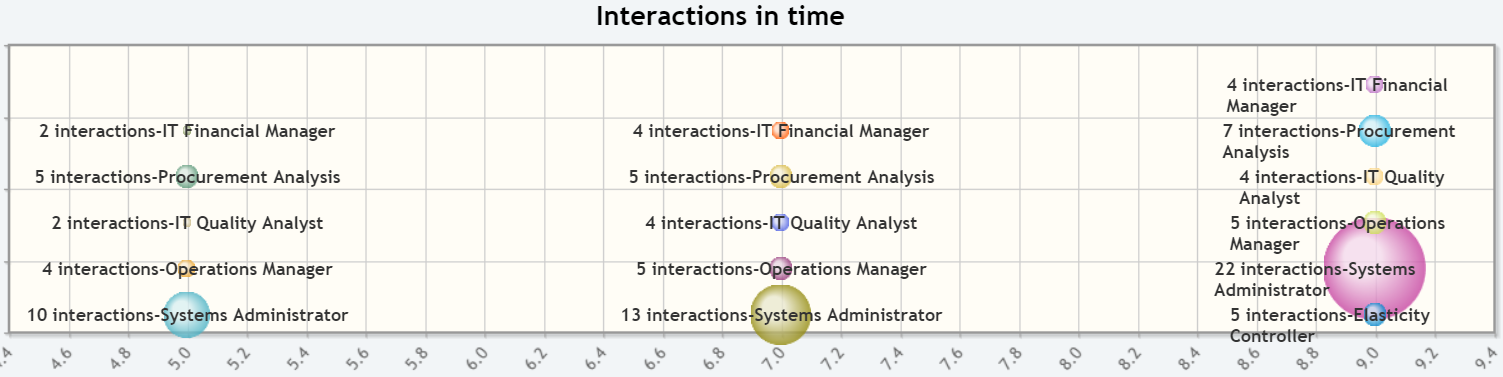 Interactions in time
4 interactions-IT Financial
Manager
2 interactions-IT Financial Manager
4 interactions-IT Financial Manager
7 interactions-Procurement
Analysis
5 interactions-Procurement Analysis
5 interactions-Procurement Analysis
4 interactions-IT Quality
Analyst
2 interactions-IT Quality Analyst
4 interactions-IT Quality Analyst
5 interactions-Operations
Manager
4 interactions-Operations Manager
5 interactions-Operations Manager
22 interactions-Systems
Administrator
10 interactions-Systems Administrator
13 interactions-Systems Administrator
5 interactions-Elasticity
Controller
4.6 4.8 5.0 5.2 5.4 5.6 5.8 6.0 6.2 6.4 6.6 6.8 7.0 7.2 7.4 7.6 7.8 8.0 8.2 8.4 8.6 8.8 9.0 9.2 9.4